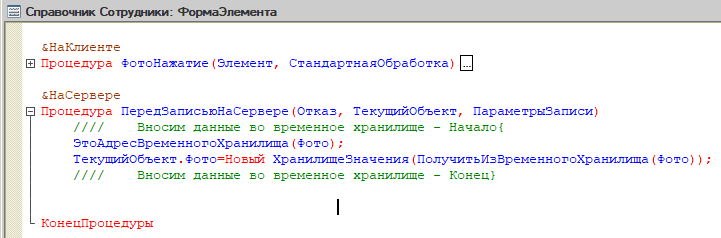 Справочник Сотрудники: ФормаЭлемента
&НаКлиенте
Процедура ФотоНажатие(Элемент, СтандартнаяОбработка)...
&НаСервере
Процедура ПередЗаписьюНаСервере(Отказ, ТекущийОбъект, ПараметрыЗаписи)
////    Вносим данные во временное хранилище - Начало{
ЭтоАдресВременногоХранилища(Фото);
ТекущийОбъект.Фото=Новый ХранилищеЗначения(ПолучитьИзВременногоХранилища(Фото));
////    Вносим данные во временное хранилище - Конец}
КонецПроцедуры